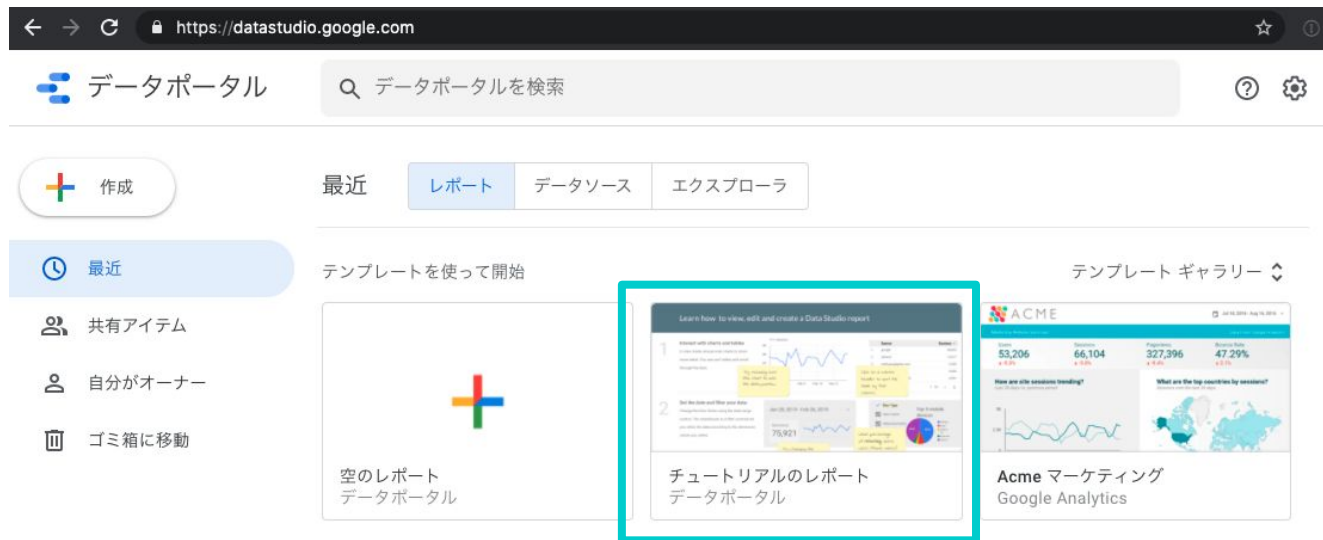 https://datastudio.google.com
データポータル
データポータルを検索
作成
最近
共有アイテム
自分がオーナー
ゴミ箱に移動
最近
レポート
データソース
エクスプローラ
テンプレートを使って開始
テンプレート ギャラリー
空のレポート
データポータル
Learn how to view, edit and create a Data Studio report
1
2
75,921
チュートリアルのレポート
データポータル
ACME
53,206
66,104
327,396
47.29%
How are site sessions trending?
What are the top countries by sessions?
Acme マーケティング
Google Analytics